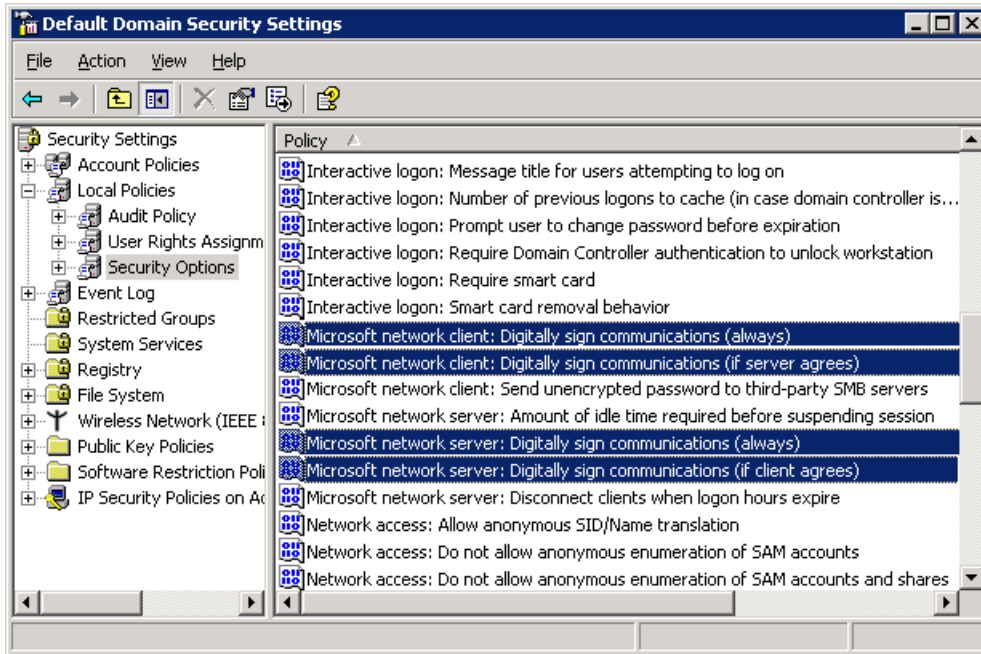 Default Domain Security Settings
File Action View Help
Security Settings
Account Policies
Local Policies
Audit Policy
User Rights Assignm
Security Options
Event Log
Restricted Groups
System Services
Registry
File System
Wireless Network (IEEE
Public Key Policies
Software Restriction Poli
IP Security Policies on Ac
Policy
Interactive logon: Message title for users attempting to log on
Interactive logon: Number of previous logons to cache (in case domain controller is...
Interactive logon: Prompt user to change password before expiration
Interactive logon: Require Domain Controller authentication to unlock workstation
Interactive logon: Require smart card
Interactive logon: Smart card removal behavior
Microsoft network client: Digitally sign communications (always)
Microsoft network client: Digitally sign communications (if server agrees)
Microsoft network client: Send unencrypted password to third-party SMB servers
Microsoft network server: Amount of idle time required before suspending session
Microsoft network server: Digitally sign communications (always)
Microsoft network server: Digitally sign communications (if client agrees)
Microsoft network server: Disconnect clients when logon hours expire
Network access: Allow anonymous SID/Name translation
Network access: Do not allow anonymous enumeration of SAM accounts
Network access: Do not allow anonymous enumeration of SAM accounts and shares